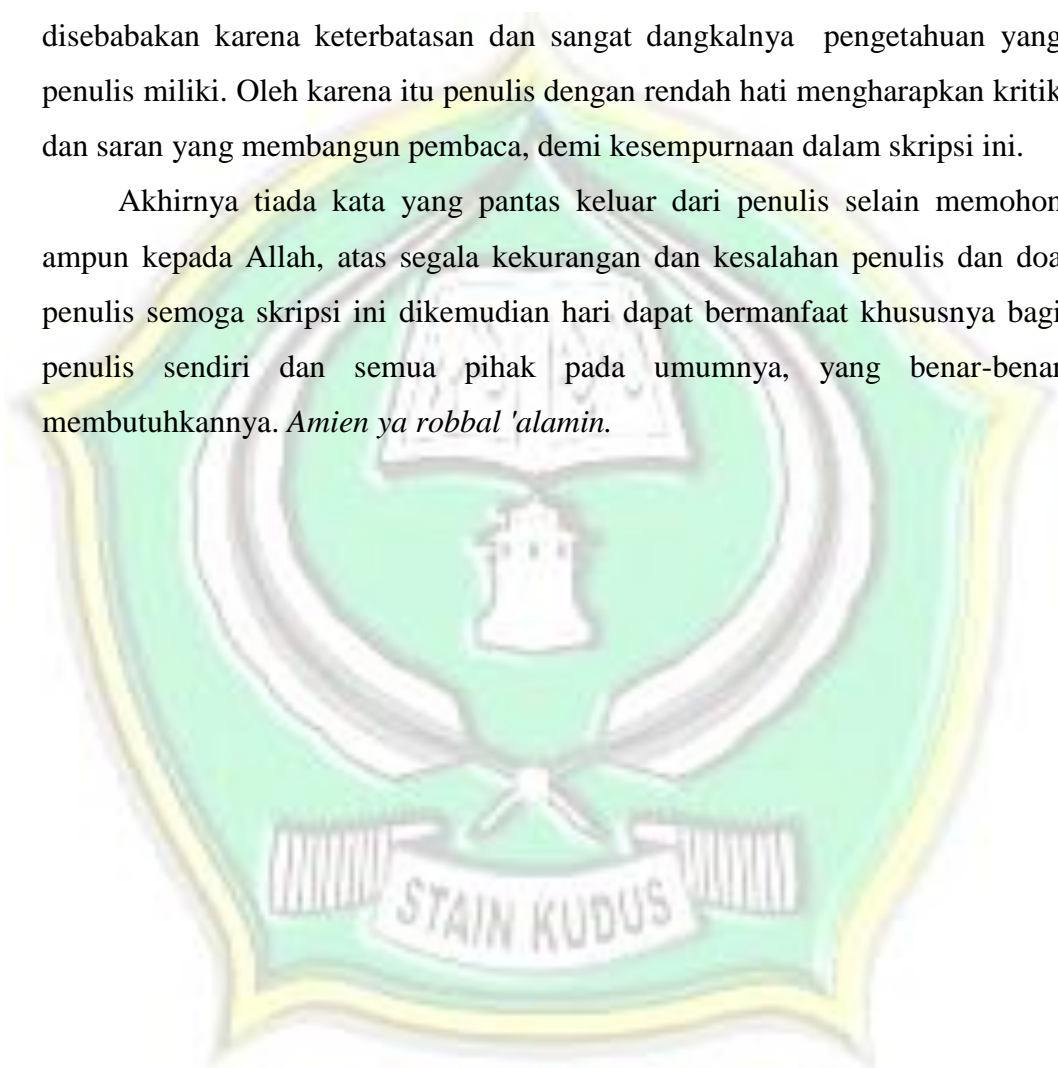 disebabakan karena keterbatasan dan sangat dangkalnya pengetahuan yang
penulis miliki. Oleh karena itu penulis dengan rendah hati mengharapkan kritik
dan saran yang membangun pembaca, demi kesempurnaan dalam skripsi ini.
Akhirnya tiada kata yang pantas keluar dari penulis selain memohon
ampun kepada Allah, atas segala kekurangan dan kesalahan penulis dan doa
penulis semoga skripsi ini dikemudian hari dapat bermanfaat khususnya bagi
penulis sendiri dan semua pihak pada umumnya, yang benar-benar
membutuhkannya. Amien ya robbal 'alamin.
STAIN KUDUS